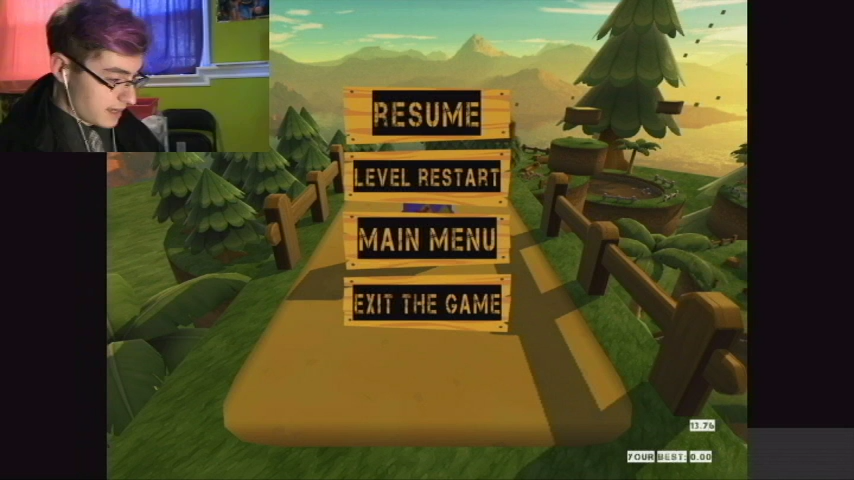 RESUME
LEVEL RESTART
MAIN MENU
EXIT THE GAME
13.76
YOUR BEST: 0.00